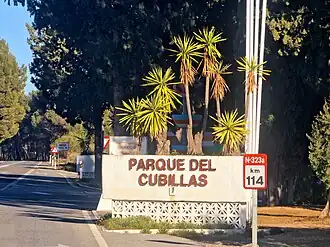 PARQUE DEL
CUBILLAS
N-323a
km
114